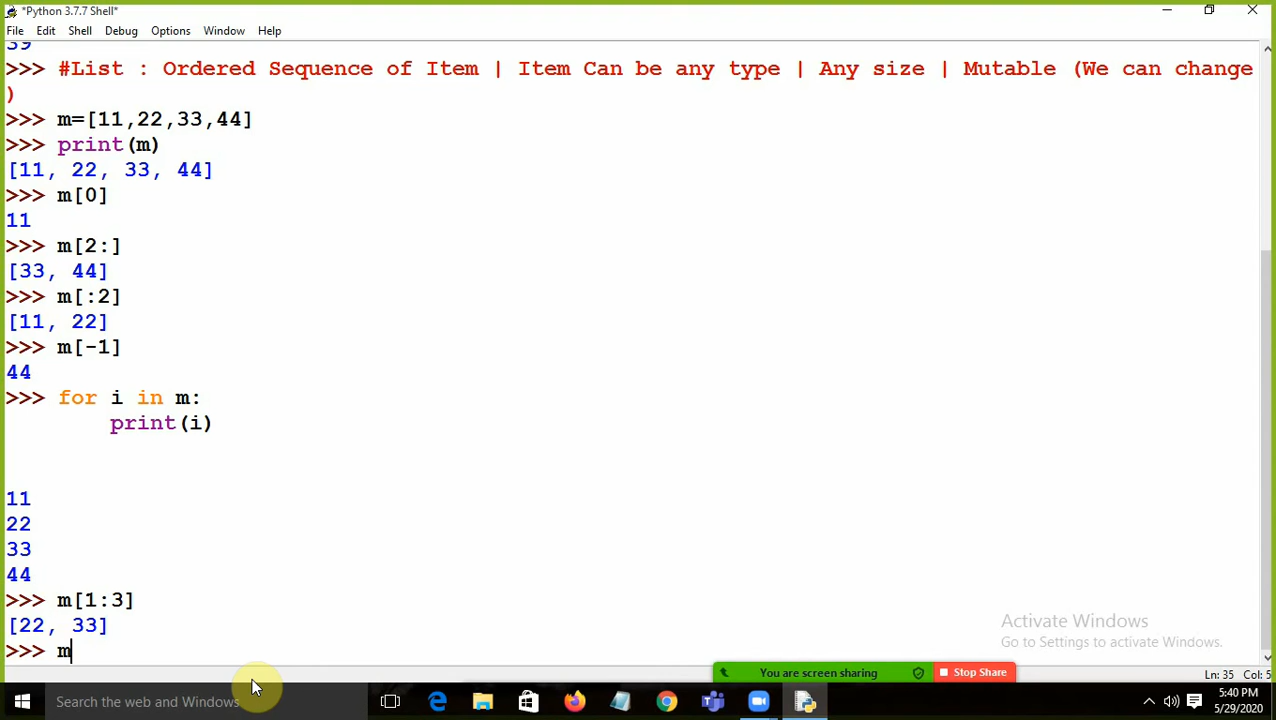 *Python 3.7.7 Shell*
File Edit Shell Debug Options Window Help
39
>>> #List : Ordered Sequence of Item | Item Can be any type | Any size | Mutable (We can change
)
>>> m=[11,22,33,44]
>>> print(m)
[11, 22, 33, 44]
>>> m[0]
11
>>> m[2:]
[33, 44]
>>> m[:2]
[11, 22]
>>> m[-1]
44
>>> for i in m:
print(i)
11
22
33
44
>>> m[1:3]
[22, 33]
>>> m
Activate Windows
Go to Settings to activate Windows.
You are screen sharing Stop Share
Ln: 35 Col: 5
Search the web and Windows
5:40 PM
5/29/2020